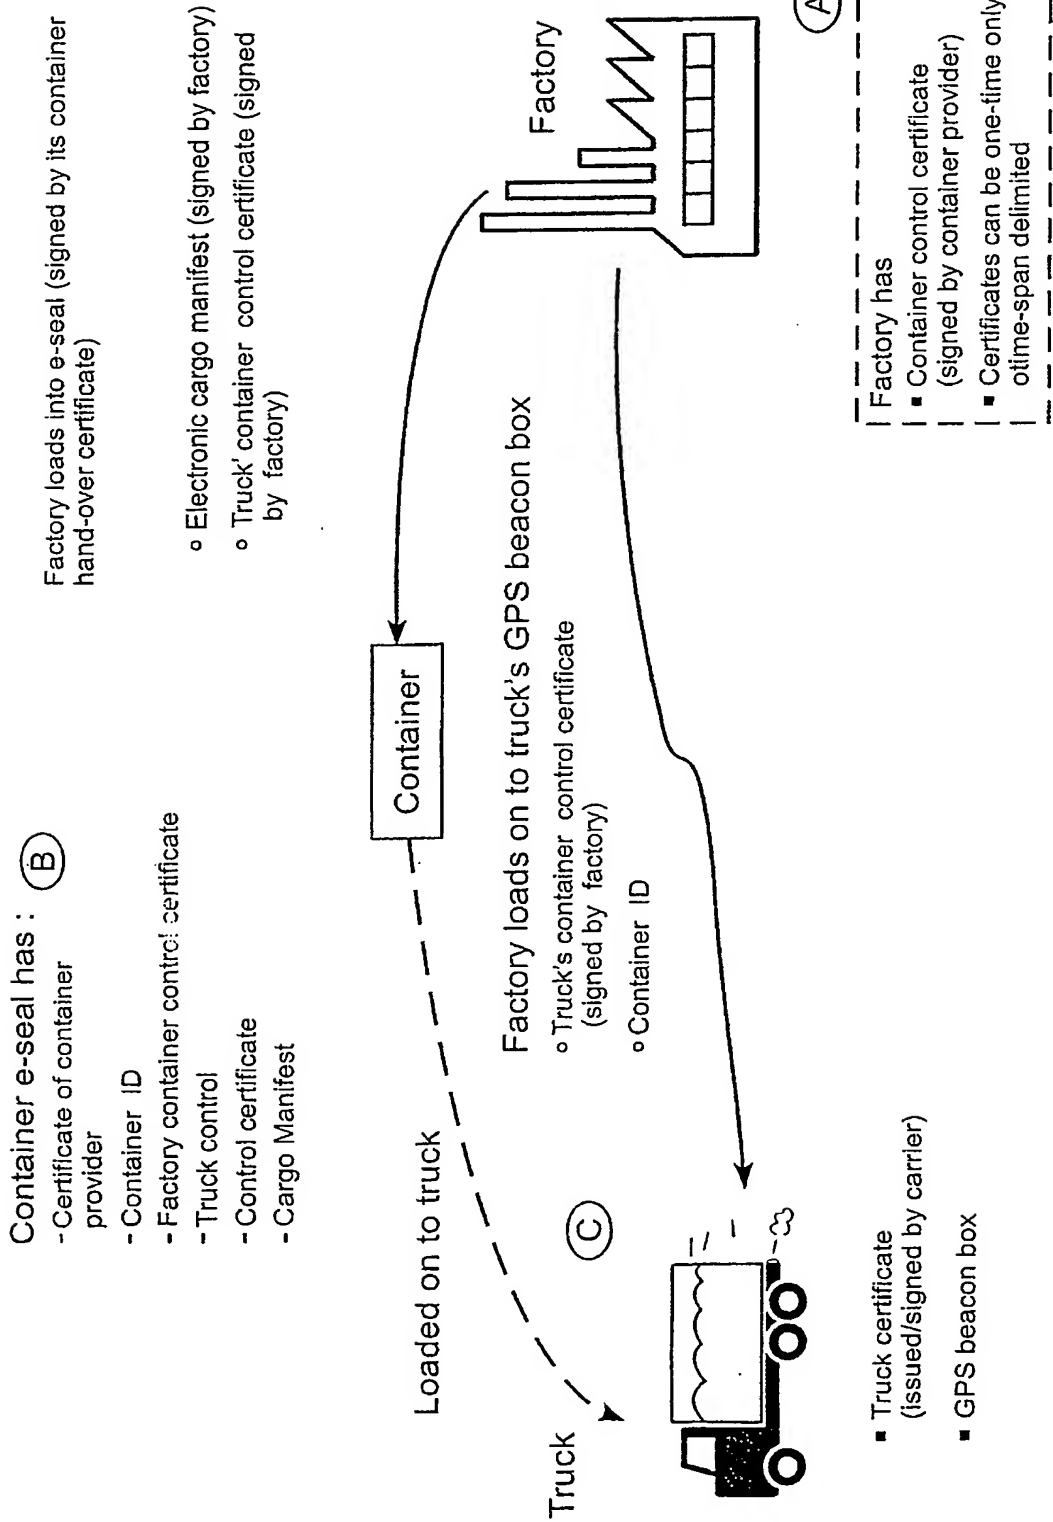 Container e-seal has :
B
- Certificate of container
provider
- Container ID
- Factory container control certificate
- Truck control
- Control certificate
- Cargo Manifest
Factory loads into e-seal (signed by its container
hand-over certificate)
o Electronic cargo manifest (signed by factory)
o Truck' container control certificate (signed
by factory)
Container
Loaded on to truck
Factory loads on to truck's GPS beacon box
o Truck's container control certificate
(signed by factory)
o Container ID
Factory
Truck
C
A
▪ Truck certificate
(issued/signed by carrier)
▪ GPS beacon box
Factory has
▪ Container control certificate
(signed by container provider)
▪ Certificates can be one-time only
otime-span delimited